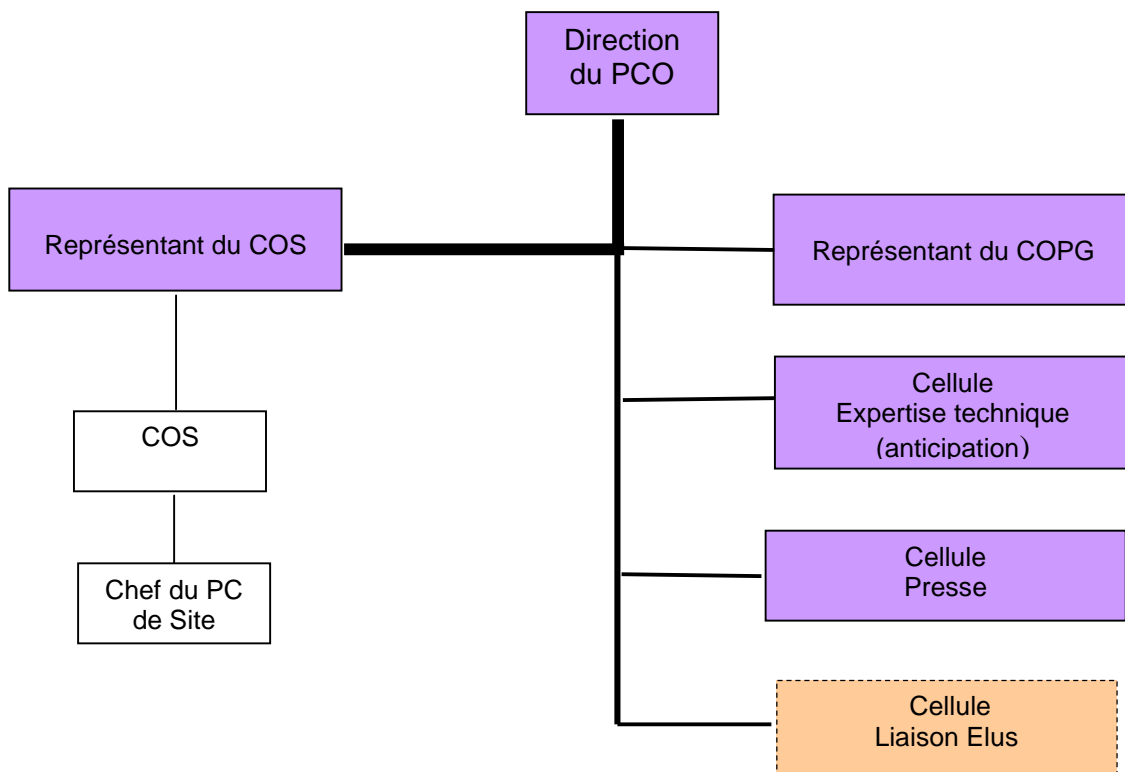 Direction
du PCO
Représentant du COS
Représentant du COPG
Cellule
Expertise technique
(anticipation)
COS
Cellule
Presse
Chef du PC
de Site
Cellule
Liaison Elus